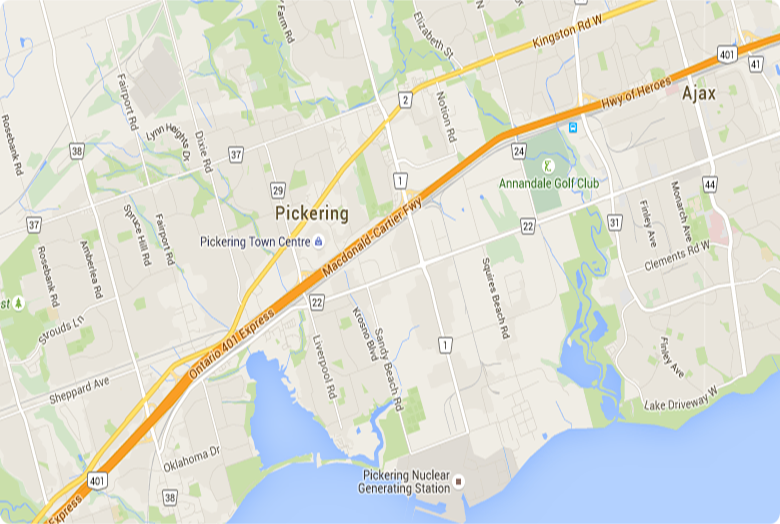 Farm Rd
Elizabeth St
Kingston Rd W
401
41
Hwy of Heroes
Ajax
Fairport Rd
2
Notion Rd
Rosebank Rd
Lynn Heights Dr
Dixie Rd
38
37
24
Annandale Golf Club
29
1
44
Pickering
Macdonald-Cartier Fwy
37
Spruce Hill Rd
Fairport Rd
Pickering Town Centre
22
31
Finley Ave
Monarch Ave
Rosebank Rd
Amberlea Rd
Clements Rd W
Squires Beach Rd
st
22
Strouds Ln
Ontario 401 Express
Krosno Blvd
Sandy Beach Rd
Liverpool Rd
1
Finley Ave
Sheppard Ave
Lake Driveway W
Oklahoma Dr
401
38
Pickering Nuclear
Generating Station
Express